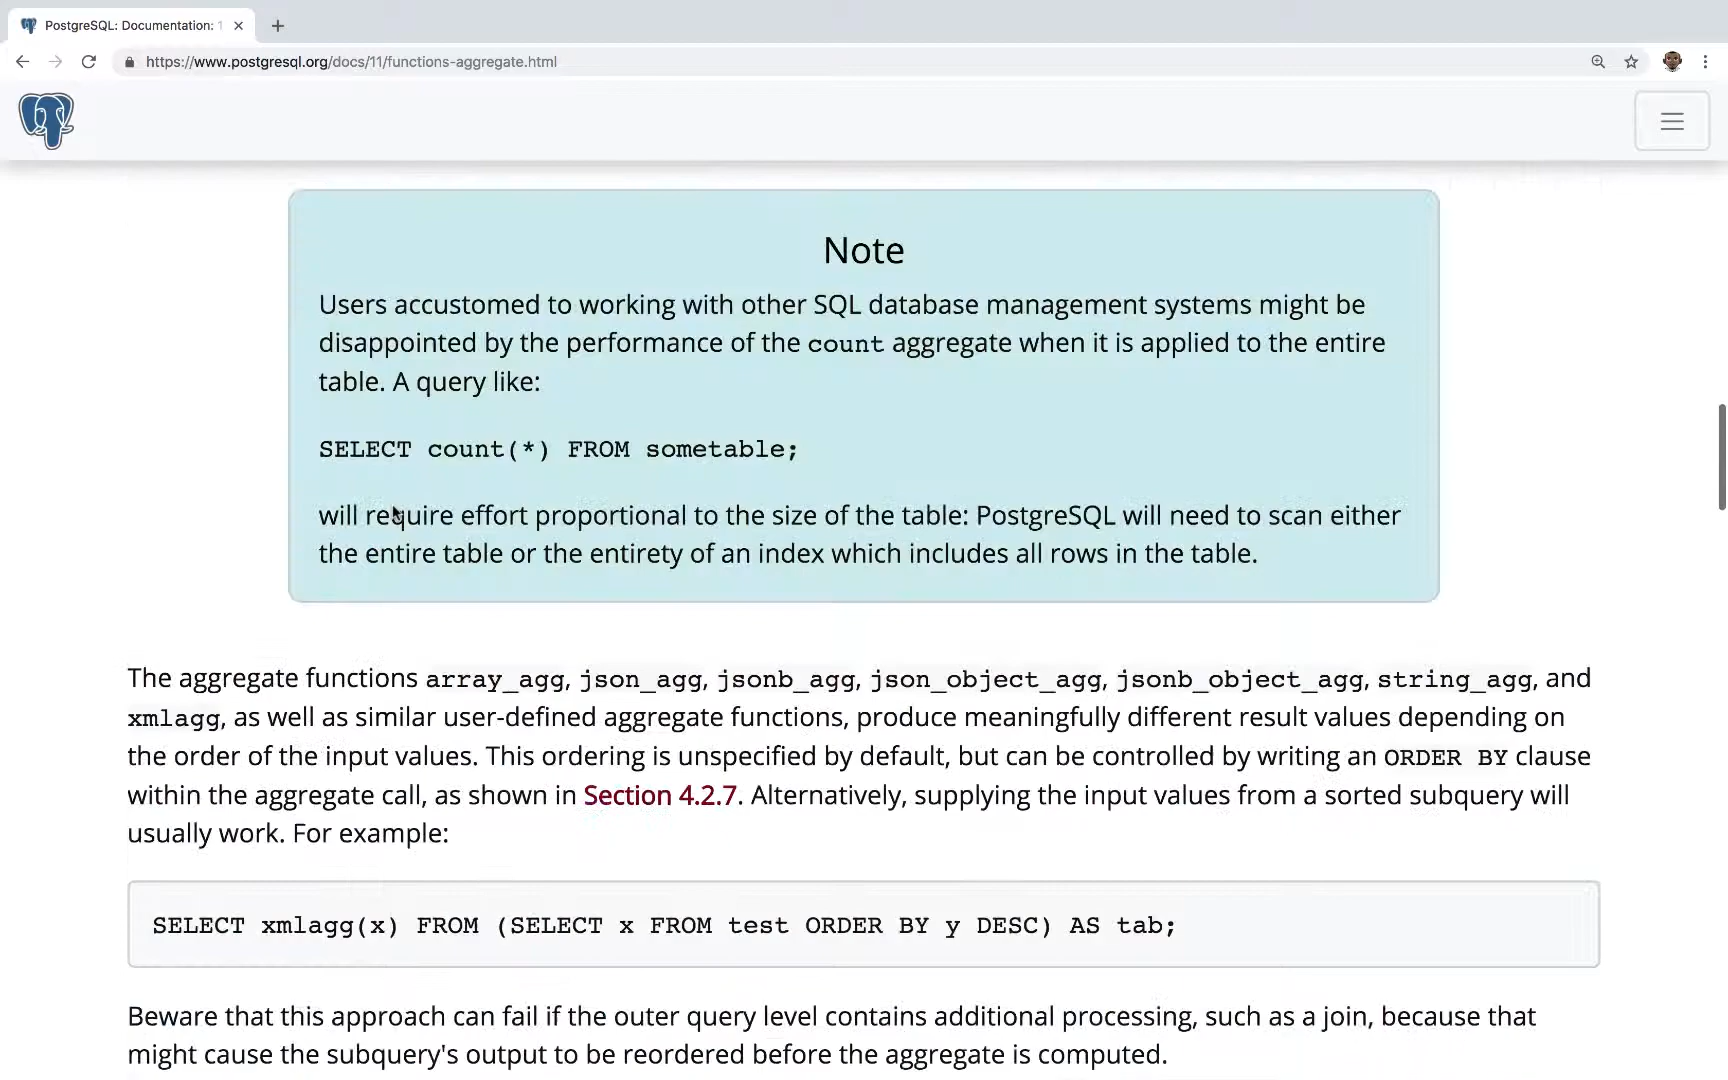 PostgreSQL: Documentation: 1
https://www.postgresql.org/docs/11/functions-aggregate.html
Note
Users accustomed to working with other SQL database management systems might be
disappointed by the performance of the count aggregate when it is applied to the entire
table. A query like:
SELECT count(*) FROM sometable;
will require effort proportional to the size of the table: PostgreSQL will need to scan either
the entire table or the entirety of an index which includes all rows in the table.
The aggregate functions array_agg, json_agg, jsonb_agg, json_object_agg, jsonb_object_agg, string_agg, and
xmlagg, as well as similar user-defined aggregate functions, produce meaningfully different result values depending on
the order of the input values. This ordering is unspecified by default, but can be controlled by writing an ORDER BY clause
within the aggregate call, as shown in Section 4.2.7. Alternatively, supplying the input values from a sorted subquery will
usually work. For example:
SELECT xmlagg(x) FROM (SELECT x FROM test ORDER BY y DESC) AS tab;
Beware that this approach can fail if the outer query level contains additional processing, such as a join, because that
might cause the subquery's output to be reordered before the aggregate is computed.